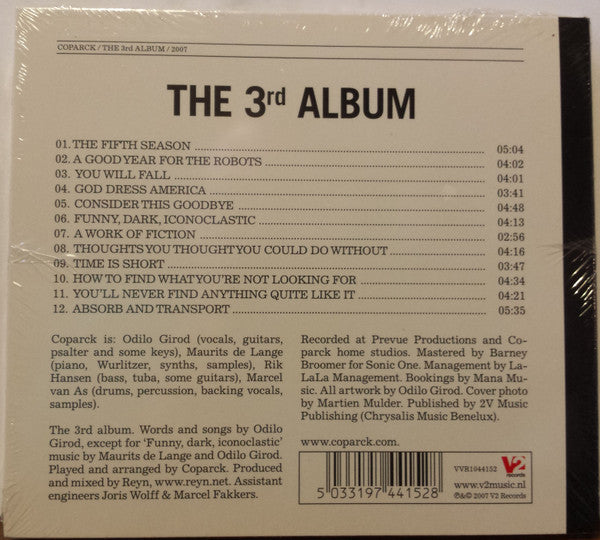 COPARCK / THE 3rd ALBUM / 2007
THE 3rd ALBUM
01. THE FIFTH SEASON 05:04
02. A GOOD YEAR FOR THE ROBOTS 04:02
03. YOU WILL FALL 04:01
04. GOD DRESS AMERICA 03:41
05. CONSIDER THIS GOODBYE 04:48
06. FUNNY, DARK, ICONOCLASTIC 04:13
07. A WORK OF FICTION 02:56
08. THOUGHTS YOU THOUGHT YOU COULD DO WITHOUT 04:16
09. TIME IS SHORT 03:47
10. HOW TO FIND WHAT YOU'RE NOT LOOKING FOR 04:34
11. YOU'LL NEVER FIND ANYTHING QUITE LIKE IT 04:21
12. ABSORB AND TRANSPORT 05:35
Coparck is: Odilo Girod (vocals, guitars,
psalter and some keys), Maurits de Lange
(piano, Wurlitzer, synths, samples), Rik
Hansen (bass, tuba, some guitars), Marcel
van As (drums, percussion, backing vocals,
samples).
The 3rd album. Words and songs by Odilo
Girod, except for 'Funny, dark, iconoclastic'
music by Maurits de Lange and Odilo Girod.
Played and arranged by Coparck. Produced
and mixed by Reyn, www.reyn.net. Assistant
engineers Joris Wolff & Marcel Fakkers.
Recorded at Prevue Productions and Co-
parck home studios. Mastered by Barney
Broomer for Sonic One. Management by La-
LaLa Management. Bookings by Mana Mu-
sic. All artwork by Odilo Girod. Cover photo
by Martien Mulder. Published by 2V Music
Publishing (Chrysalis Music Benelux).
www.coparck.com.
5 033197 441528
VVR1044152
V2
records
www.v2music.nl
℗&© 2007 V2 Records